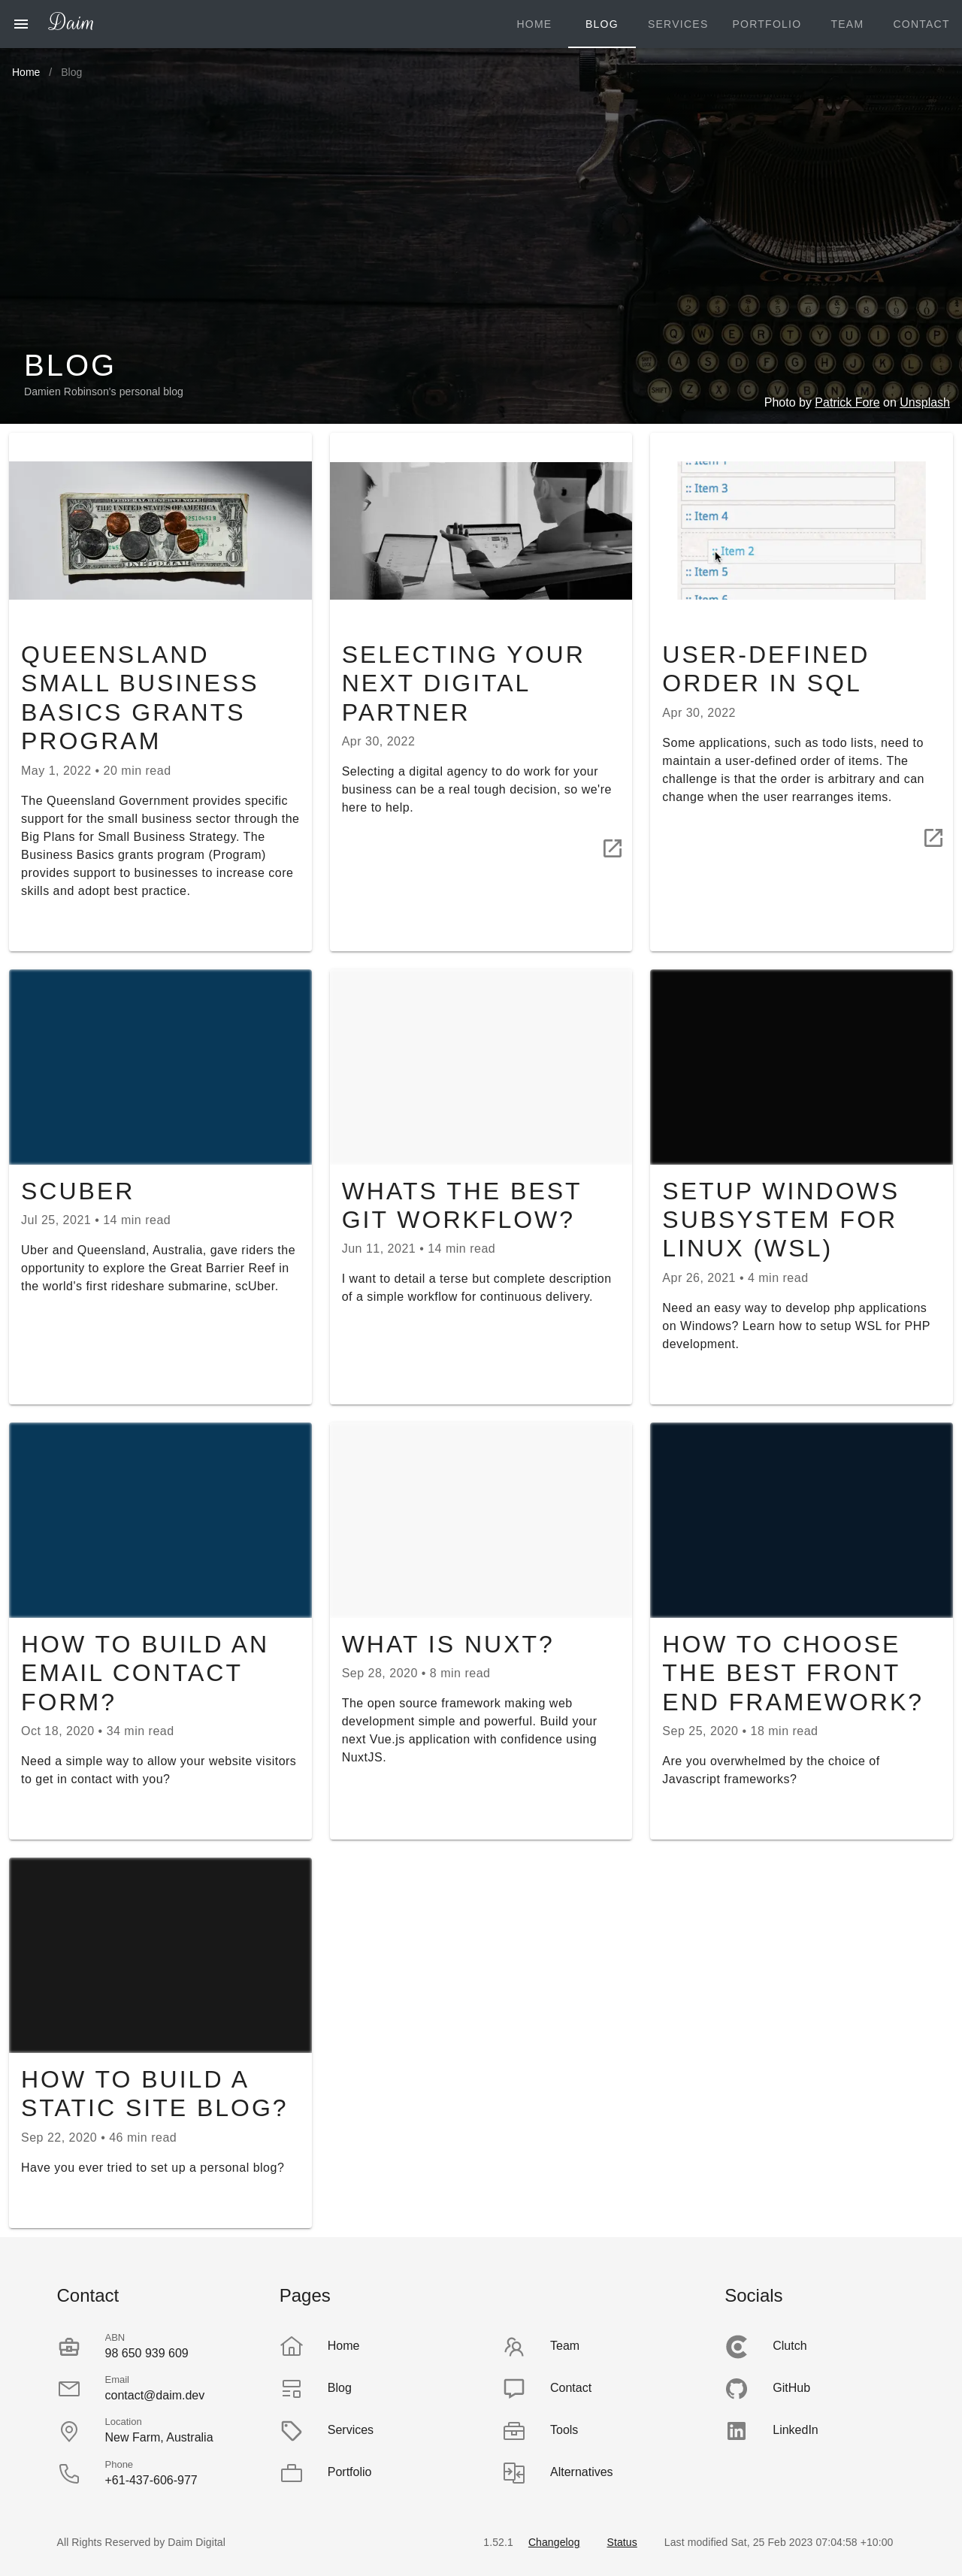 Daim
HOME
BLOG
SERVICES
PORTFOLIO
TEAM
CONTACT
Home / Blog
CORONA
Q W E R T Y U I O P
A S D F G H J K L
Z X C V B N M
BLOG
Damien Robinson's personal blog
Photo by Patrick Fore on Unsplash
FEDERAL RESERVE NOTE
THE UNITED STATES OF AMERICA
ONE DOLLAR
QUEENSLAND
SMALL BUSINESS
BASICS GRANTS
PROGRAM
May 1, 2022 • 20 min read
The Queensland Government provides specific
support for the small business sector through the
Big Plans for Small Business Strategy. The
Business Basics grants program (Program)
provides support to businesses to increase core
skills and adopt best practice.
SELECTING YOUR
NEXT DIGITAL
PARTNER
Apr 30, 2022
Selecting a digital agency to do work for your
business can be a real tough decision, so we're
here to help.
:: Item 3
:: Item 4
:: Item 2
:: Item 5
:: Item 6
USER-DEFINED
ORDER IN SQL
Apr 30, 2022
Some applications, such as todo lists, need to
maintain a user-defined order of items. The
challenge is that the order is arbitrary and can
change when the user rearranges items.
SCUBER
Jul 25, 2021 • 14 min read
Uber and Queensland, Australia, gave riders the
opportunity to explore the Great Barrier Reef in
the world's first rideshare submarine, scUber.
WHATS THE BEST
GIT WORKFLOW?
Jun 11, 2021 • 14 min read
I want to detail a terse but complete description
of a simple workflow for continuous delivery.
SETUP WINDOWS
SUBSYSTEM FOR
LINUX (WSL)
Apr 26, 2021 • 4 min read
Need an easy way to develop php applications
on Windows? Learn how to setup WSL for PHP
development.
HOW TO BUILD AN
EMAIL CONTACT
FORM?
Oct 18, 2020 • 34 min read
Need a simple way to allow your website visitors
to get in contact with you?
WHAT IS NUXT?
Sep 28, 2020 • 8 min read
The open source framework making web
development simple and powerful. Build your
next Vue.js application with confidence using
NuxtJS.
HOW TO CHOOSE
THE BEST FRONT
END FRAMEWORK?
Sep 25, 2020 • 18 min read
Are you overwhelmed by the choice of
Javascript frameworks?
HOW TO BUILD A
STATIC SITE BLOG?
Sep 22, 2020 • 46 min read
Have you ever tried to set up a personal blog?
Contact
ABN
98 650 939 609
Email
contact@daim.dev
Location
New Farm, Australia
Phone
+61-437-606-977
Pages
Home
Blog
Services
Portfolio
Team
Contact
Tools
Alternatives
Socials
Clutch
GitHub
LinkedIn
All Rights Reserved by Daim Digital
1.52.1 Changelog Status Last modified Sat, 25 Feb 2023 07:04:58 +10:00